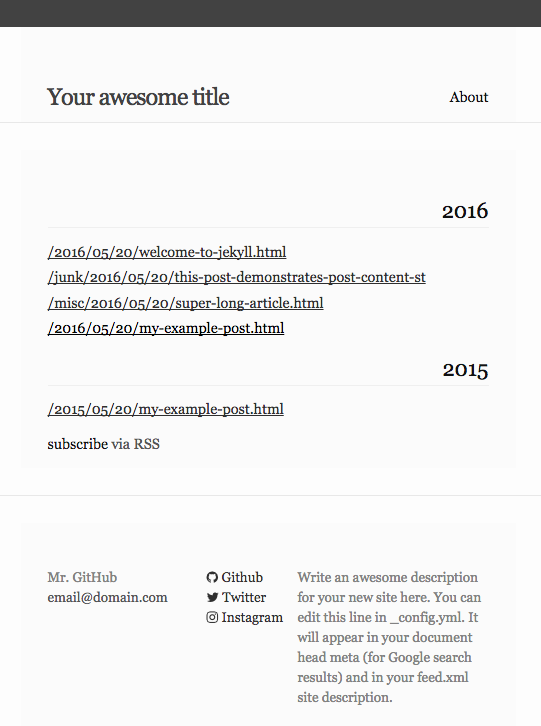 Your awesome title
About
2016
/2016/05/20/welcome-to-jekyll.html
/junk/2016/05/20/this-post-demonstrates-post-content-st
/misc/2016/05/20/super-long-article.html
/2016/05/20/my-example-post.html
2015
/2015/05/20/my-example-post.html
subscribe via RSS
Mr. GitHub
email@domain.com
Github
Twitter
Instagram
Write an awesome description
for your new site here. You can
edit this line in _config.yml. It
will appear in your document
head meta (for Google search
results) and in your feed.xml
site description.